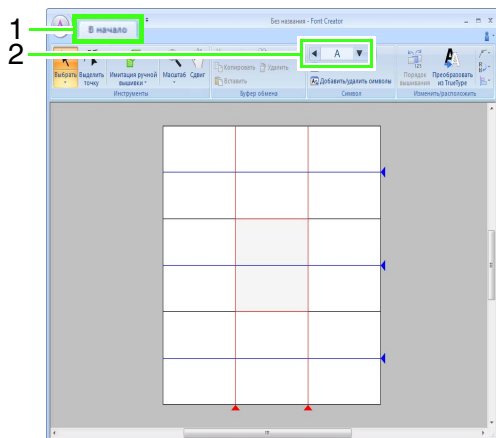 1
В начало
Без названия - Font Creator
2
A
Выбрать Выделить точку Имитация ручной вышивки Масштаб Сдвиг
Инструменты
Копировать Удалить
Вставить
Буфер обмена
Добавить/удалить символы
Символ
Порядок вышивания Преобразовать из TrueType
Изменить/расположить